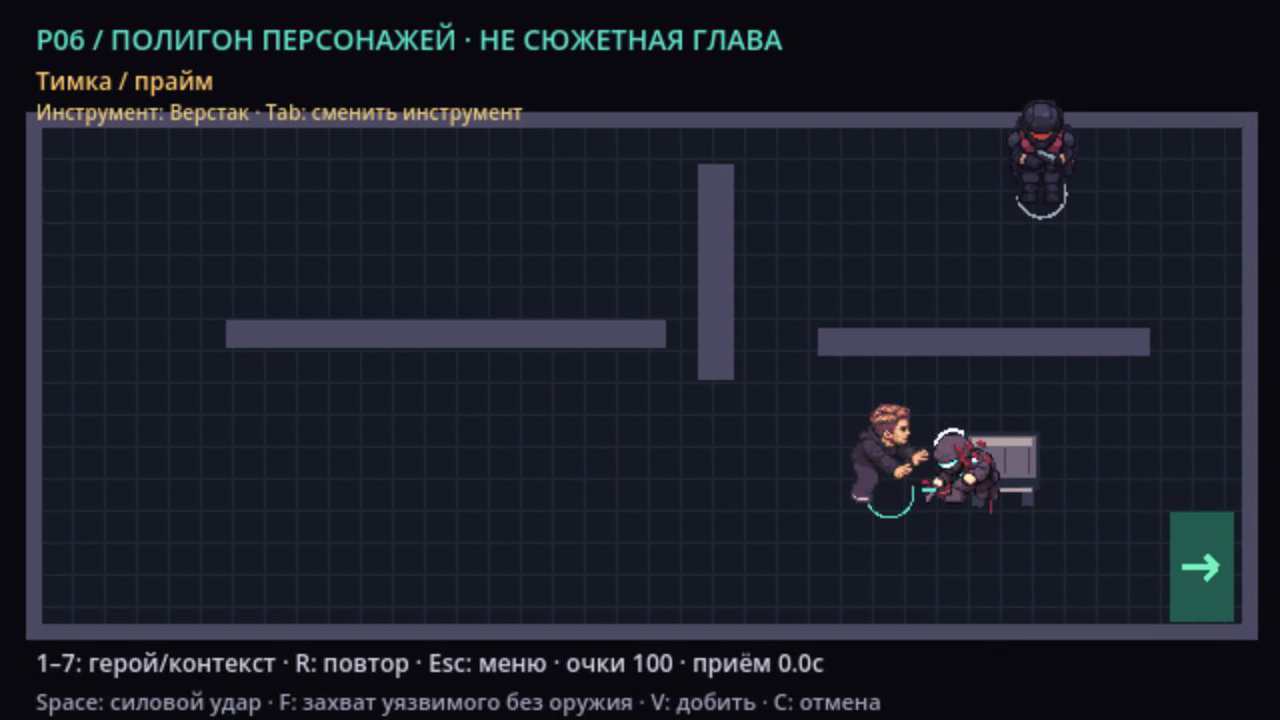 P06 / ПОЛИГОН ПЕРСОНАЖЕЙ · НЕ СЮЖЕТНАЯ ГЛАВА
Тимка / прайм
Инструмент: Верстак · Tab: сменить инструмент
→
1–7: герой/контекст · R: повтор · Esc: меню · очки 100 · приём 0.0с
Space: силовой удар · F: захват уязвимого без оружия · V: добить · C: отмена